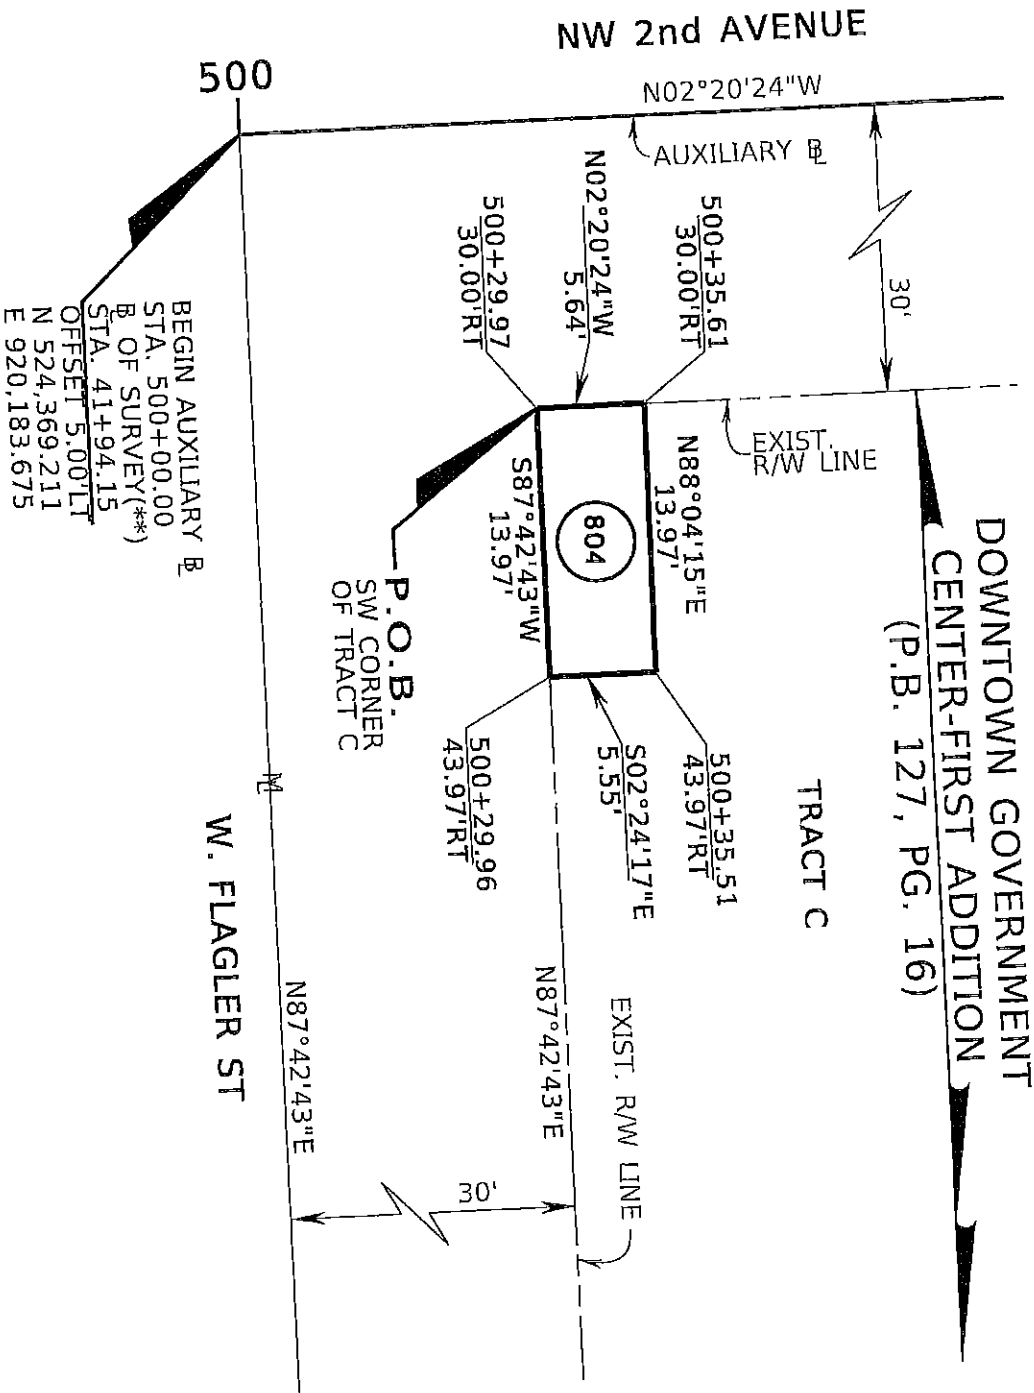 NW 2nd AVENUE
500
N02°20'24"W
AUXILIARY BL
30'
500+35.61
30.00'RT
N02°20'24"W
5.64'
500+29.97
30.00'RT
BEGIN AUXILIARY BL
STA. 500+00.00
BL OF SURVEY(**)
STA. 41+94.15
OFFSET 5.00'LT
N 524,369.211
E 920,183.675
EXIST.
R/W LINE
N88°04'15"E
13.97'
804
S87°42'43"W
13.97'
P.O.B.
SW CORNER
OF TRACT C
DOWNTOWN GOVERNMENT
CENTER-FIRST ADDITION
(P.B. 127, PG. 16)
TRACT C
500+35.51
43.97'RT
S02°24'17"E
5.55'
500+29.96
43.97'RT
ML
W. FLAGLER ST
EXIST. R/W LINE
N87°42'43"E
N87°42'43"E
30'